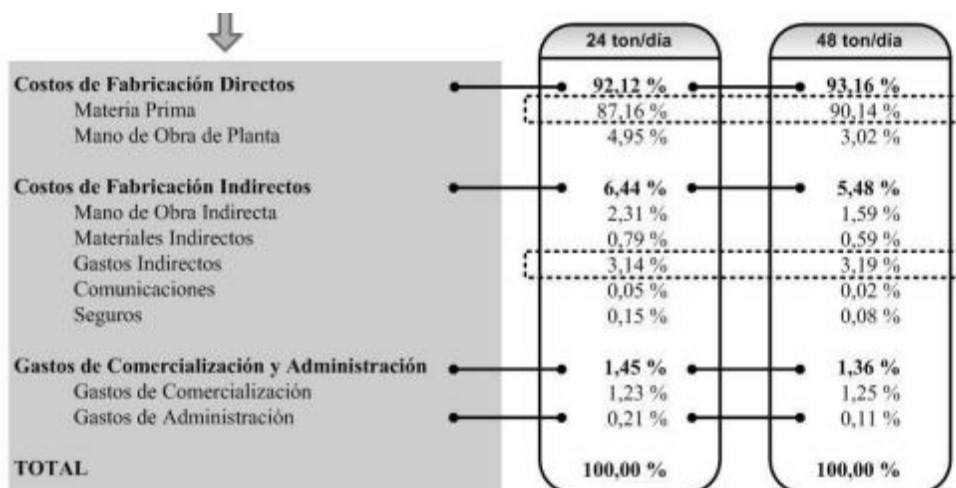 24 ton/día 48 ton/día
Costos de Fabricación Directos 92,12 % 93,16 %
Materia Prima 87,16 % 90,14 %
Mano de Obra de Planta 4,95 % 3,02 %
Costos de Fabricación Indirectos 6,44 % 5,48 %
Mano de Obra Indirecta 2,31 % 1,59 %
Materiales Indirectos 0,79 % 0,59 %
Gastos Indirectos 3,14 % 3,19 %
Comunicaciones 0,05 % 0,02 %
Seguros 0,15 % 0,08 %
Gastos de Comercialización y Administración 1,45 % 1,36 %
Gastos de Comercialización 1,23 % 1,25 %
Gastos de Administración 0,21 % 0,11 %
TOTAL 100,00 % 100,00 %